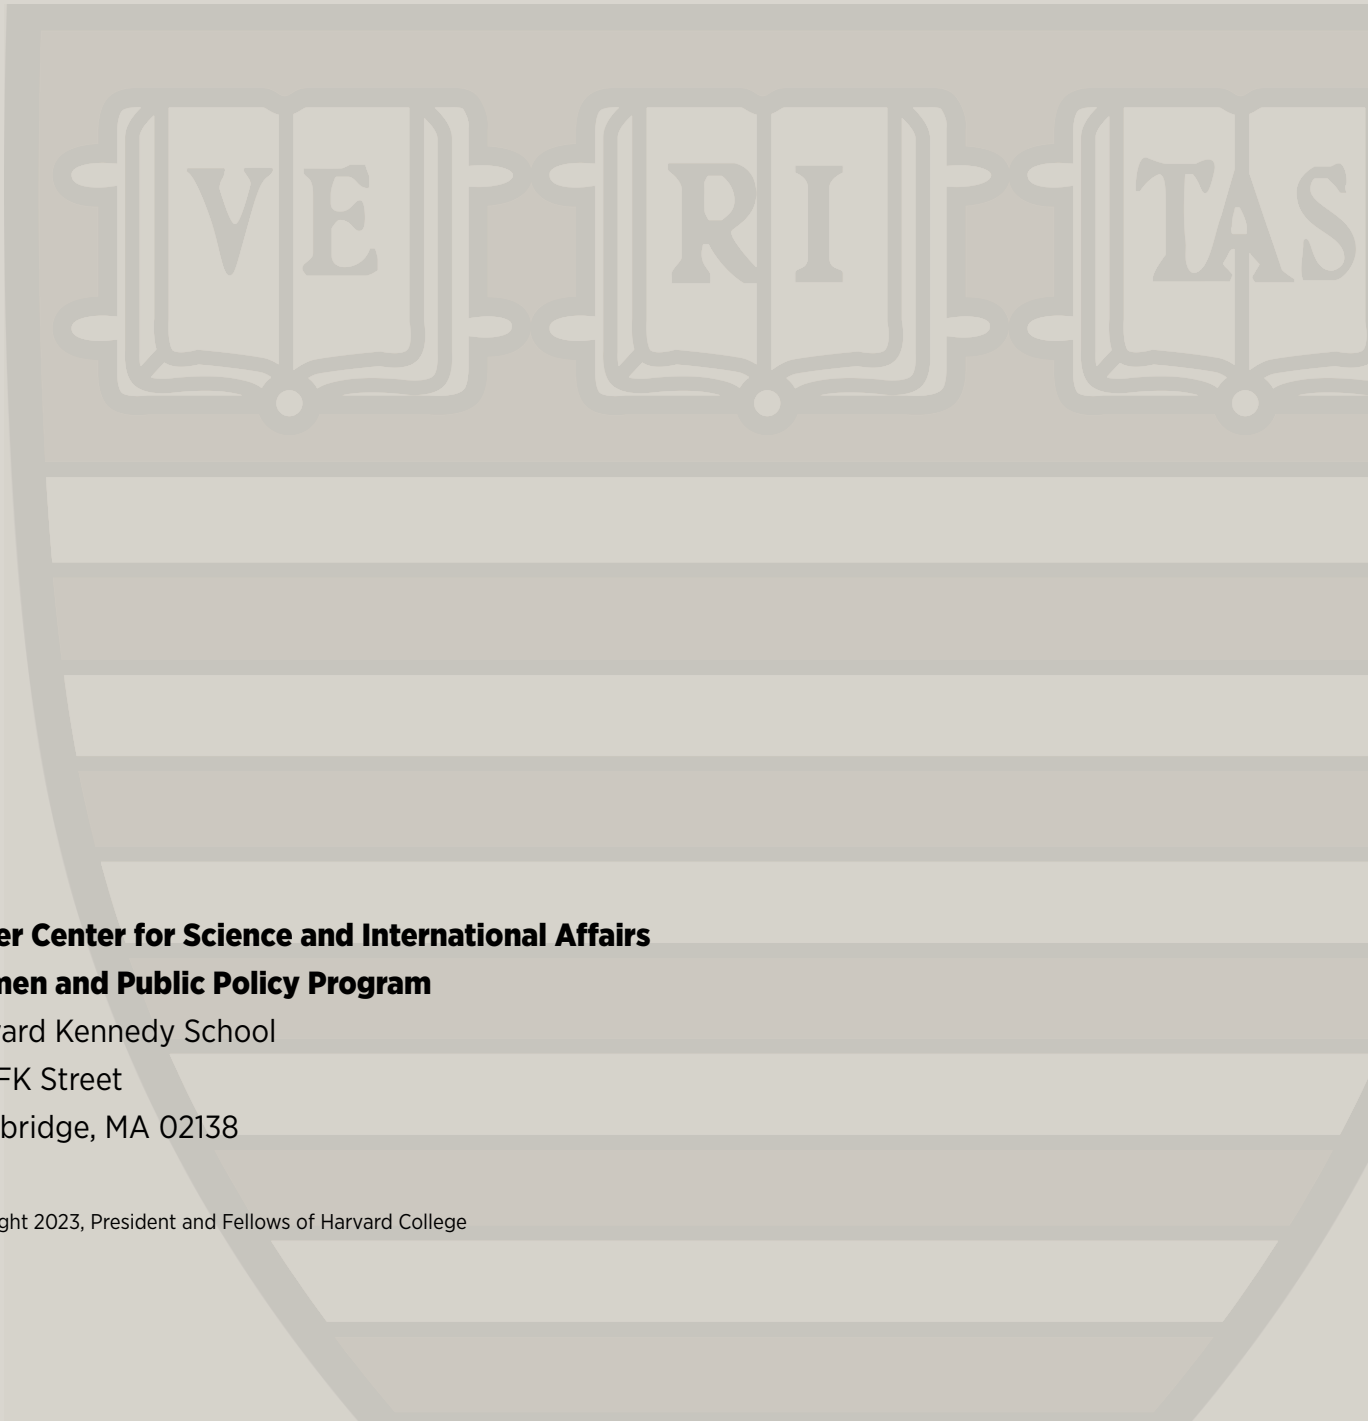 VE RI TAS
er Center for Science and International Affairs
men and Public Policy Program
ard Kennedy School
FK Street
bridge, MA 02138
ght 2023, President and Fellows of Harvard College